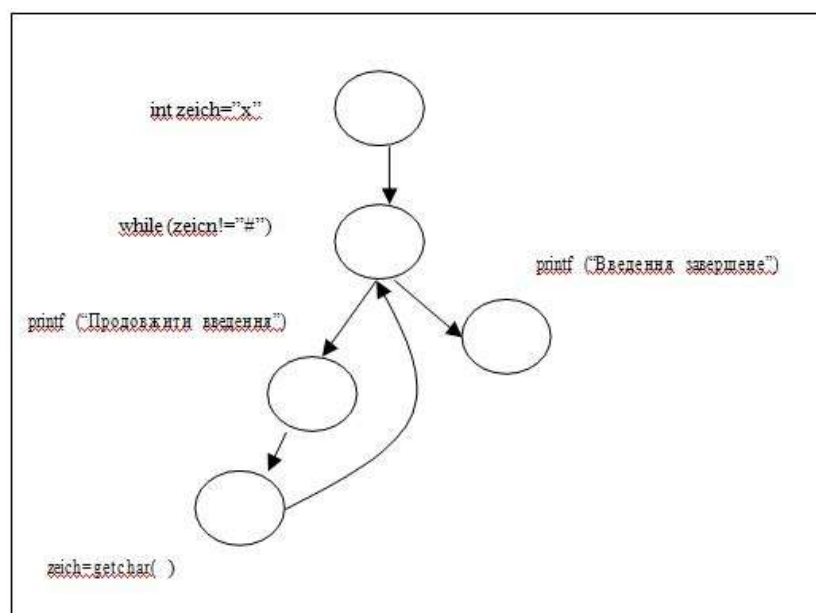 int zeich=”x”
while (zeicn!=”#”)
printf (“Введення завершене”)
printf (“Продовжити введення”)
zeich=getchar( )